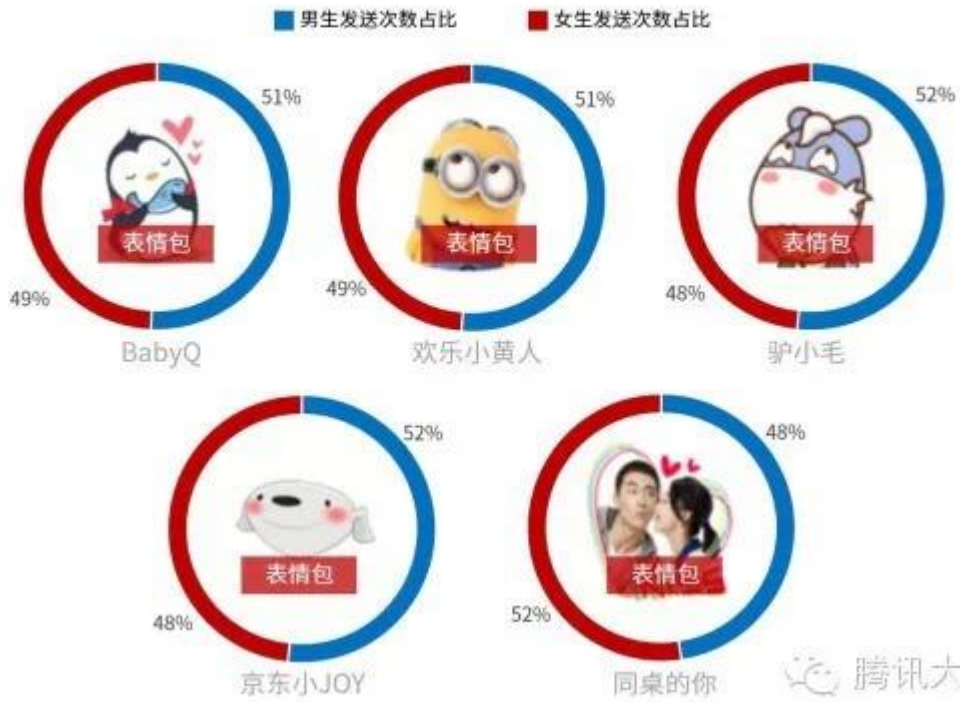 男生发送次数占比 女生发送次数占比
51% 51% 52%
表情包 表情包 表情包
49% 49% 48%
BabyQ 欢乐小黄人 驴小毛
52% 48%
表情包 表情包
48% 52%
京东小JOY 同桌的你
腾讯大